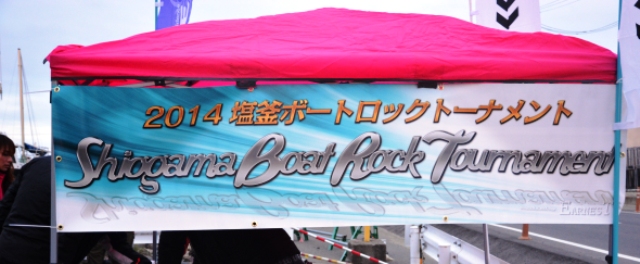 2014 塩釜ボートロックトーナメント
Shiogama Boat Rock Tournament